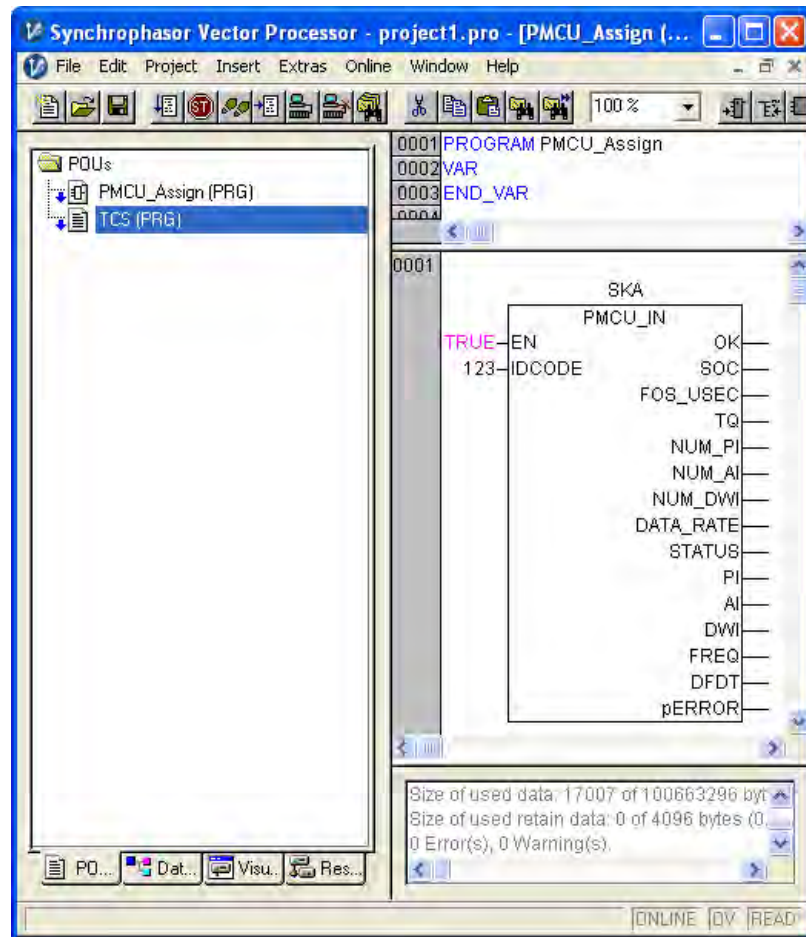 Synchrophasor Vector Processor - project1.pro - [PMCU_Assign (...
File Edit Project Insert Extras Online Window Help
100 %
POUs
PMCU_Assign (PRG)
TCS (PRG)
0001 PROGRAM PMCU_Assign
0002 VAR
0003 END_VAR
0004
0001
SKA
PMCU_IN
TRUE EN OK
123 IDCODE SOC
FOS_USEC
TQ
NUM_PI
NUM_AI
NUM_DWI
DATA_RATE
STATUS
PI
AI
DWI
FREQ
DFDT
pERROR
Size of used data: 17007 of 100663296 byt
Size of used retain data: 0 of 4096 bytes (0.
0 Error(s), 0 Warning(s).
PO... Dat... Visu.. Res...
ONLINE OV READ